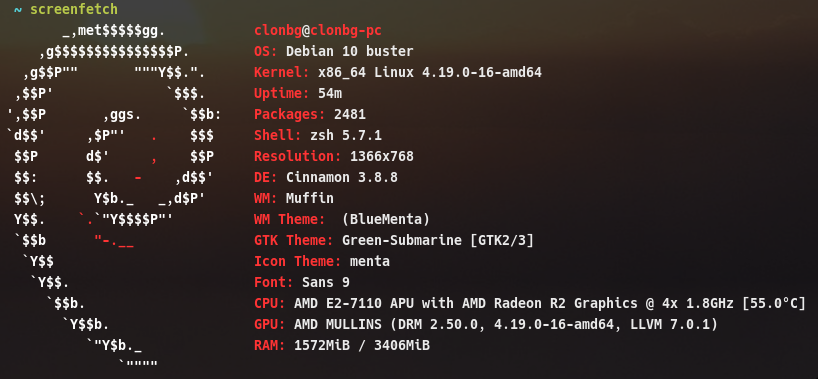 ~ screenfetch
         _,met$$$$$gg.           clonbg@clonbg-pc
      ,g$$$$$$$$$$$$$$$P.        OS: Debian 10 buster
    ,g$$P""       """Y$$.".      Kernel: x86_64 Linux 4.19.0-16-amd64
   ,$$P'              `$$$.      Uptime: 54m
  ',$$P       ,ggs.     `$$b:    Packages: 2481
  `d$$'     ,$P"'   .    $$$     Shell: zsh 5.7.1
   $$P      d$'     ,    $$P     Resolution: 1366x768
   $$:      $$.   -    ,d$$'     DE: Cinnamon 3.8.8
   $$\;      Y$b._   _,d$P'      WM: Muffin
   Y$$.    `.`"Y$$$$P"'          WM Theme:  (BlueMenta)
   `$$b      "-.__               GTK Theme: Green-Submarine [GTK2/3]
    `Y$$                         Icon Theme: menta
     `Y$$.                       Font: Sans 9
       `$$b.                     CPU: AMD E2-7110 APU with AMD Radeon R2 Graphics @ 4x 1.8GHz [55.0°C]
         `Y$$b.                  GPU: AMD MULLINS (DRM 2.50.0, 4.19.0-16-amd64, LLVM 7.0.1)
            `"Y$b._              RAM: 1572MiB / 3406MiB
                `""""